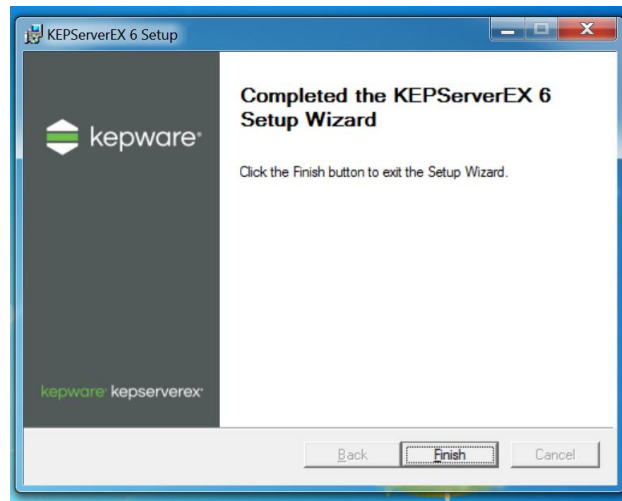 KEPServerEX 6 Setup
Completed the KEPServerEX 6
Setup Wizard
kepware®
Click the Finish button to exit the Setup Wizard.
kepware® kepserverex®
Back
Finish
Cancel